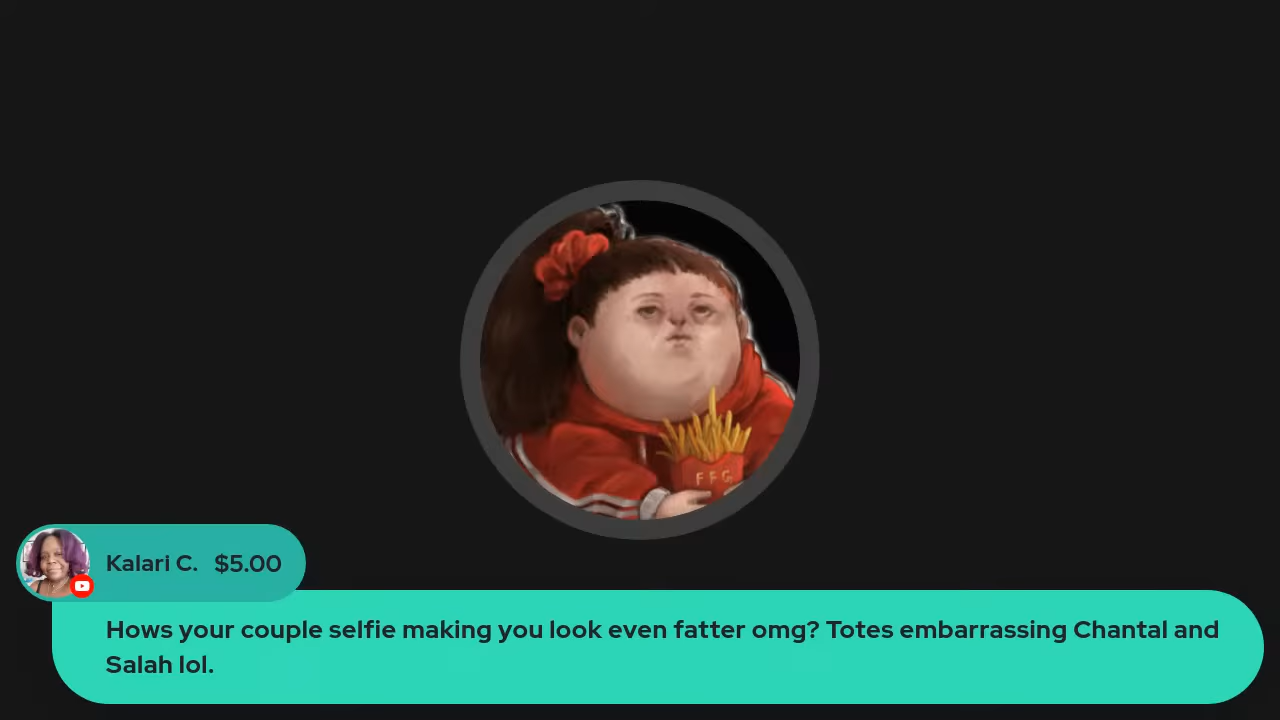 FFG
Kalari C. $5.00
Hows your couple selfie making you look even fatter omg? Totes embarrassing Chantal and
Salah lol.